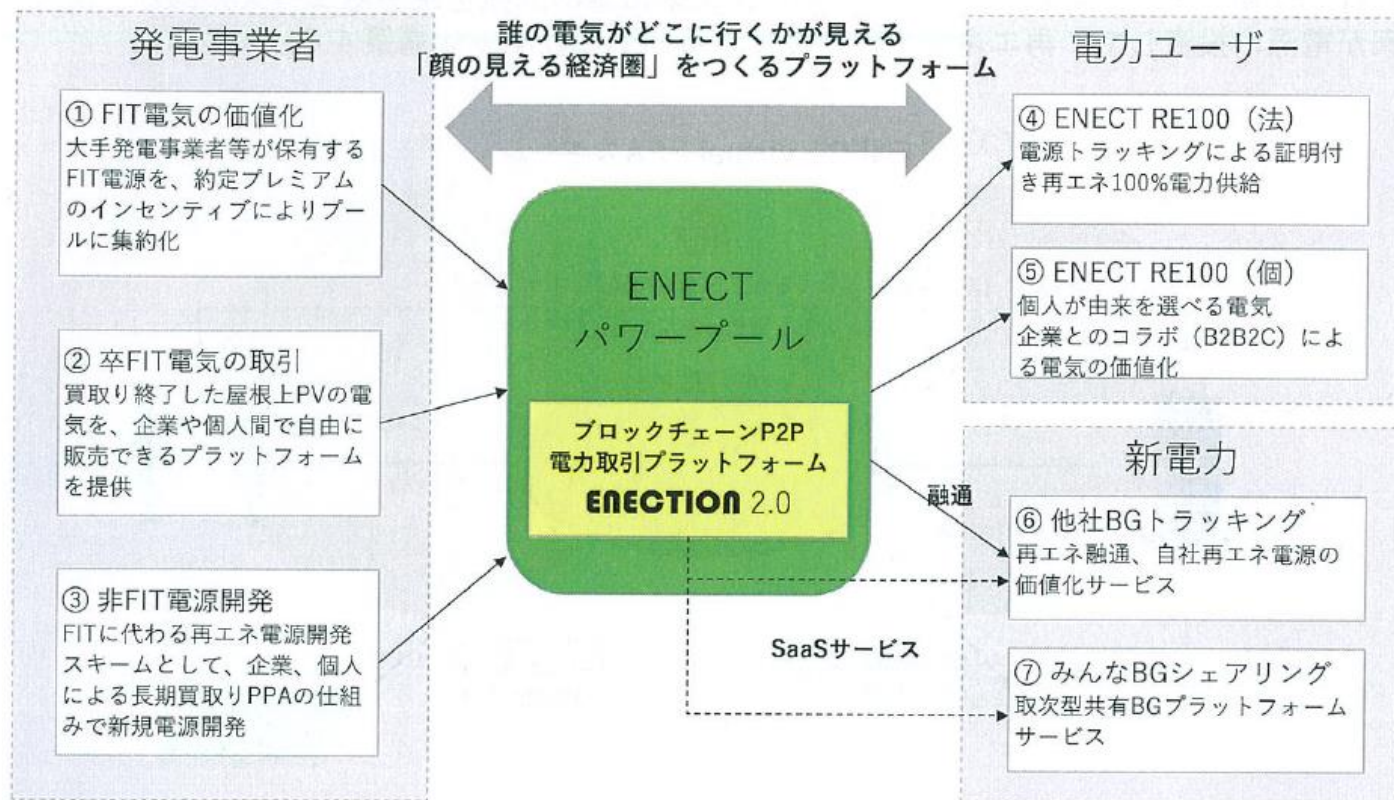 誰の電気がどこに行くかが見える
「顔の見える経済圏」をつくるプラットフォーム
発電事業者
① FIT電気の価値化
大手発電事業者等が保有する
FIT電源を、約定プレミアム
のインセンティブによりプー
ルに集約化
② 卒FIT電気の取引
買取り終了した屋根上PVの電
気を、企業や個人間で自由に
販売できるプラットフォーム
を提供
③ 非FIT電源開発
FITに代わる再エネ電源開発
スキームとして、企業、個人
による長期買取りPPAの仕組
みで新規電源開発
ENECT
パワープール
ブロックチェーンP2P
電力取引プラットフォーム
ENECTION 2.0
電力ユーザー
④ ENECT RE100（法）
電源トラッキングによる証明付
き再エネ100%電力供給
⑤ ENECT RE100（個）
個人が由来を選べる電気
企業とのコラボ（B2B2C）によ
る電気の価値化
新電力
融通
⑥ 他社BGトラッキング
再エネ融通、自社再エネ電源の
価値化サービス
SaaSサービス
⑦ みんなBGシェアリング
取次型共有BGプラットフォーム
サービス